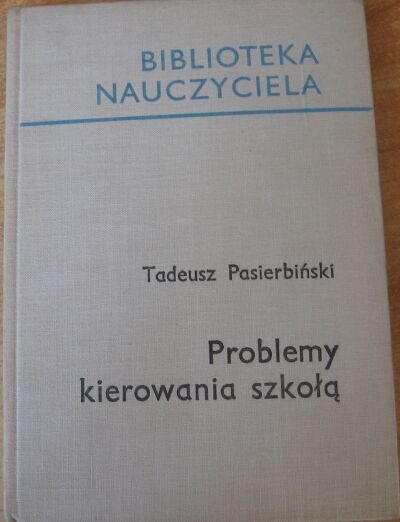 BIBLIOTEKA
NAUCZYCIELA
Tadeusz Pasierbiński
Problemy
kierowania szkołą